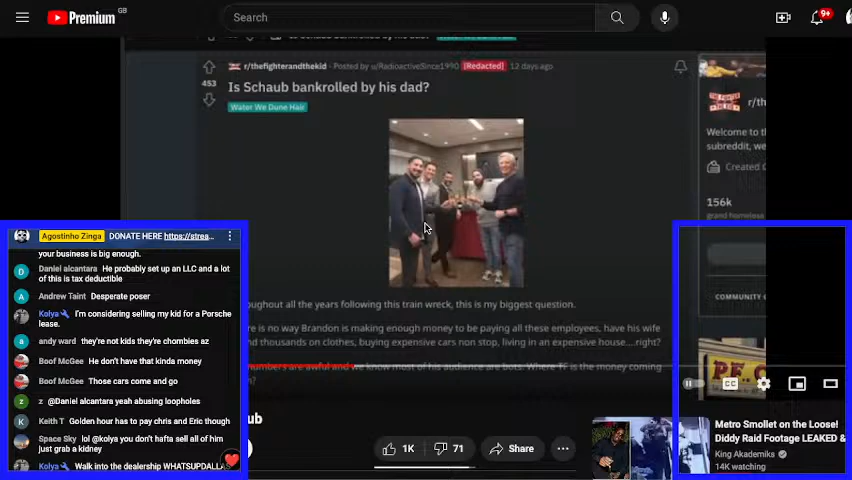 Premium GB
Search
9+
r/thefighterandthekid · Posted by u/RadioactiveSince1990 [Redacted] 12 days ago
453
Is Schaub bankrolled by his dad?
Water We Dune Hair
r/th
Welcome to th
subreddit, we
Created
156k
grand homeless
COMMUNITY
Agostinho Zinga DONATE HERE https://strea...
your business is big enough.
Daniel alcantara He probably set up an LLC and a lot
of this is tax deductible
Andrew Taint Desperate poser
Kolya I'm considering selling my kid for a Porsche
lease.
andy ward they're not kids they're chombies az
Boof McGee He don't have that kinda money
Boof McGee Those cars come and go
z @Daniel alcantara yeah abusing loopholes
Keith T Golden hour has to pay chris and Eric though
Space Sky lol @kolya you don't hafta sell all of him
just grab a kidney
Kolya Walk into the dealership WHATSUPDALLAS
oughout all the years following this train wreck, this is my biggest question.
re is no way Brandon is making enough money to be paying all these employees, have his wife
nd thousands on clothes, buying expensive cars non stop, living in an expensive house....right?
numbers are awful and we know most of his audience are bots. Where TF is the money coming
?
ub
1K
71
Share
...
CC
Metro Smollet on the Loose!
Diddy Raid Footage LEAKED &
King Akademiks
14K watching